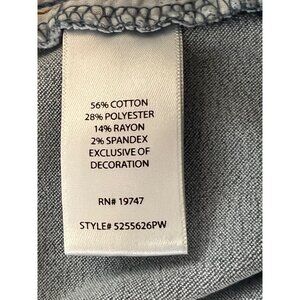 56% COTTON
28% POLYESTER
14% RAYON
2% SPANDEX
EXCLUSIVE OF
DECORATION
RN# 19747
STYLE# 5255626PW